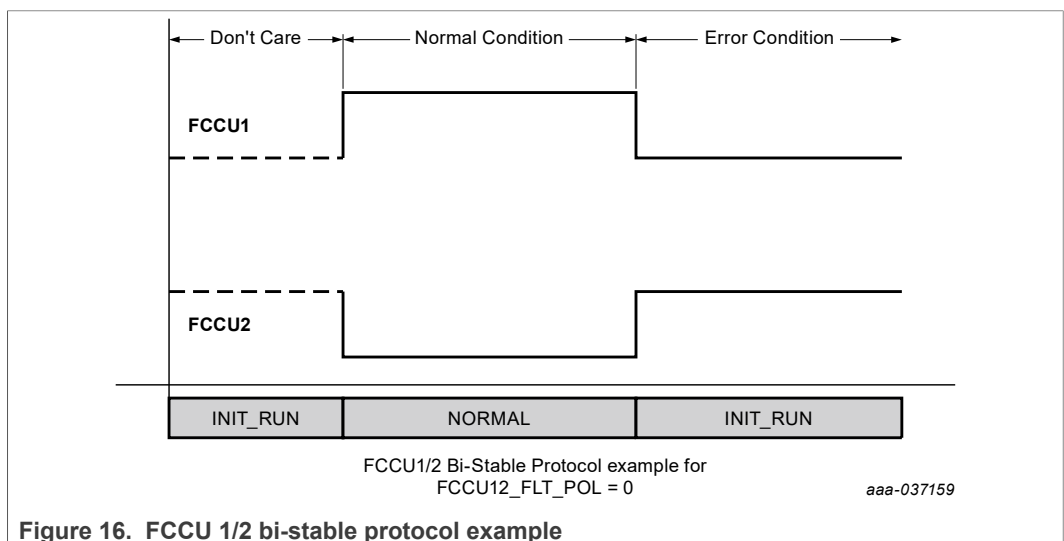 Don't Care
Normal Condition
Error Condition
FCCU1
FCCU2
INIT_RUN
NORMAL
INIT_RUN
FCCU1/2 Bi-Stable Protocol example for
FCCU12_FLT_POL = 0
aaa-037159
Figure 16. FCCU 1/2 bi-stable protocol example